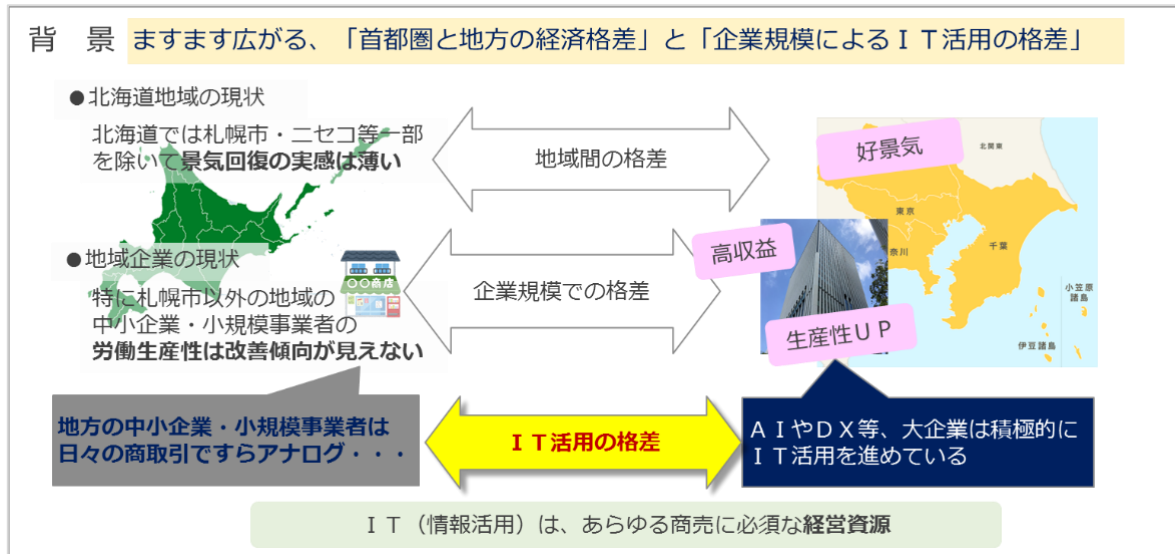 背　景
ますます広がる、「首都圏と地方の経済格差」と「企業規模によるＩＴ活用の格差」
●北海道地域の現状
北海道では札幌市・ニセコ等一部
を除いて景気回復の実感は薄い
地域間の格差
好景気
北関東
東京
奈川
千葉
小笠原
諸島
伊豆諸島
●地域企業の現状
特に札幌市以外の地域の
中小企業・小規模事業者の
労働生産性は改善傾向が見えない
〇〇商店
企業規模での格差
高収益
生産性ＵＰ
地方の中小企業・小規模事業者は
日々の商取引ですらアナログ・・・
ＩＴ活用の格差
ＡＩやＤＸ等、大企業は積極的に
ＩＴ活用を進めている
ＩＴ（情報活用）は、あらゆる商売に必須な経営資源